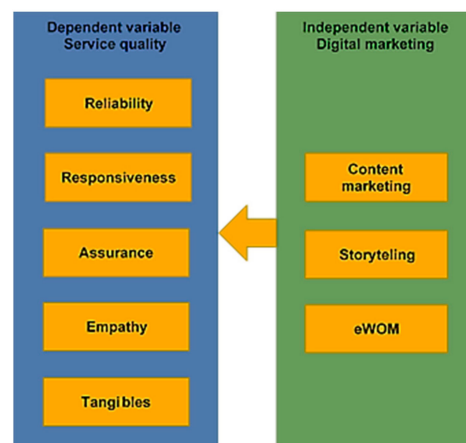 Dependent variable
Service quality
Reliability
Responsiveness
Assurance
Empathy
Tangibles
Independent variable
Digital marketing
Content
marketing
Storyteling
eWOM